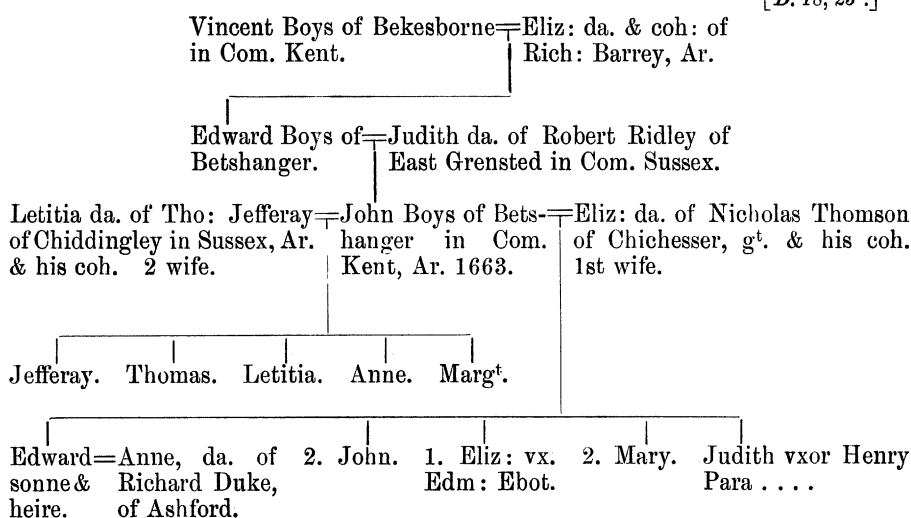 Vincent Boys of Bekesborne=Eliz: da. & coh: of
in Com. Kent. Rich: Barrey, Ar.
Edward Boys of=Judith da. of Robert Ridley of
Betshanger. East Grensted in Com. Sussex.
Letitia da. of Tho: Jefferay=John Boys of Bets-=Eliz: da. of Nicholas Thomson
of Chiddingley in Sussex, Ar. hanger in Com. of Chichesser, gᵗ. & his coh.
& his coh. 2 wife. Kent, Ar. 1663. 1st wife.
Jefferay. Thomas. Letitia. Anne. Margᵗ.
Edward=Anne, da. of 2. John. 1. Eliz: vx. 2. Mary. Judith vxor Henry
sonne & Richard Duke, Edm: Ebot. Para . . . .
heire. of Ashford.